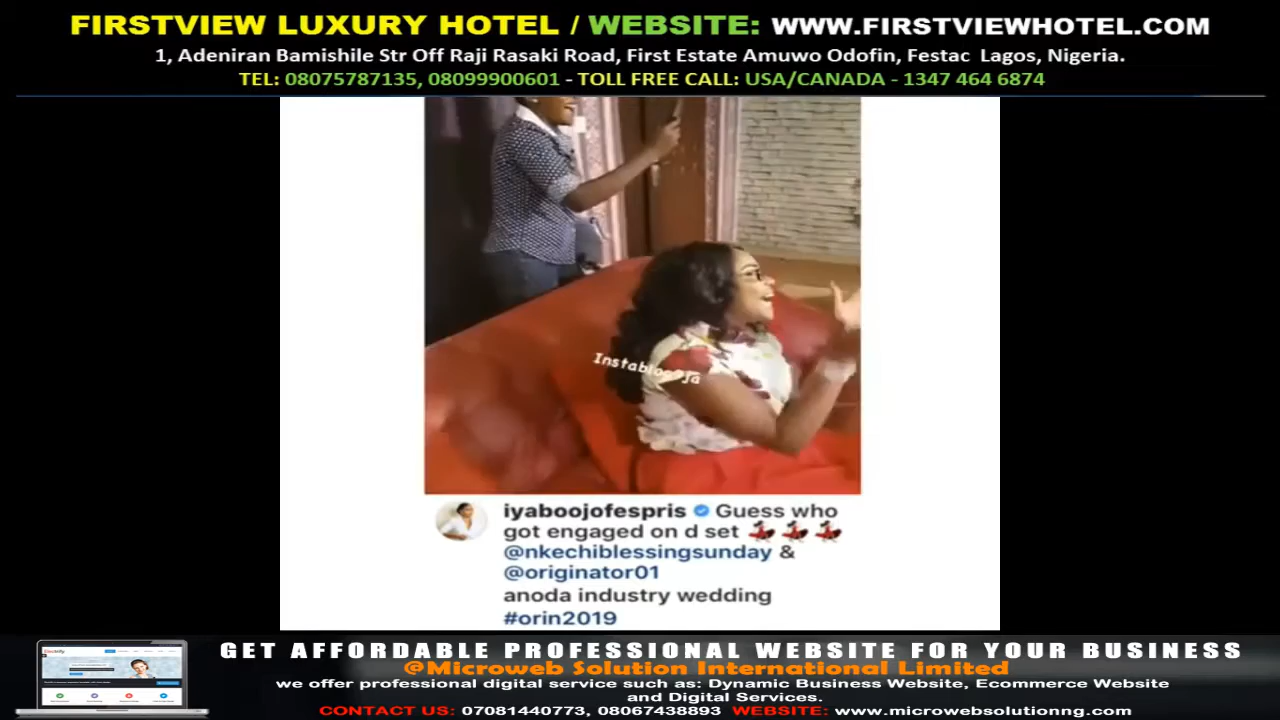 FIRSTVIEW LUXURY HOTEL / WEBSITE: WWW.FIRSTVIEWHOTEL.COM
1, Adeniran Bamishile Str Off Raji Rasaki Road, First Estate Amuwo Odofin, Festac Lagos, Nigeria.
TEL: 08075787135, 08099900601 - TOLL FREE CALL: USA/CANADA - 1347 464 6874
iyaboojofespris Guess who
got engaged on d set
@nkechiblessingsunday &
@originator01
anoda industry wedding
#orin2019
GET AFFORDABLE PROFESSIONAL WEBSITE FOR YOUR BUSINESS
@Microweb Solution International Limited
we offer professional digital service such as: Dynamic Business Website, Ecommerce Website
and Digital Services.
CONTACT US: 07081440773, 08067438893 WEBSITE: www.microwebsolutionng.com